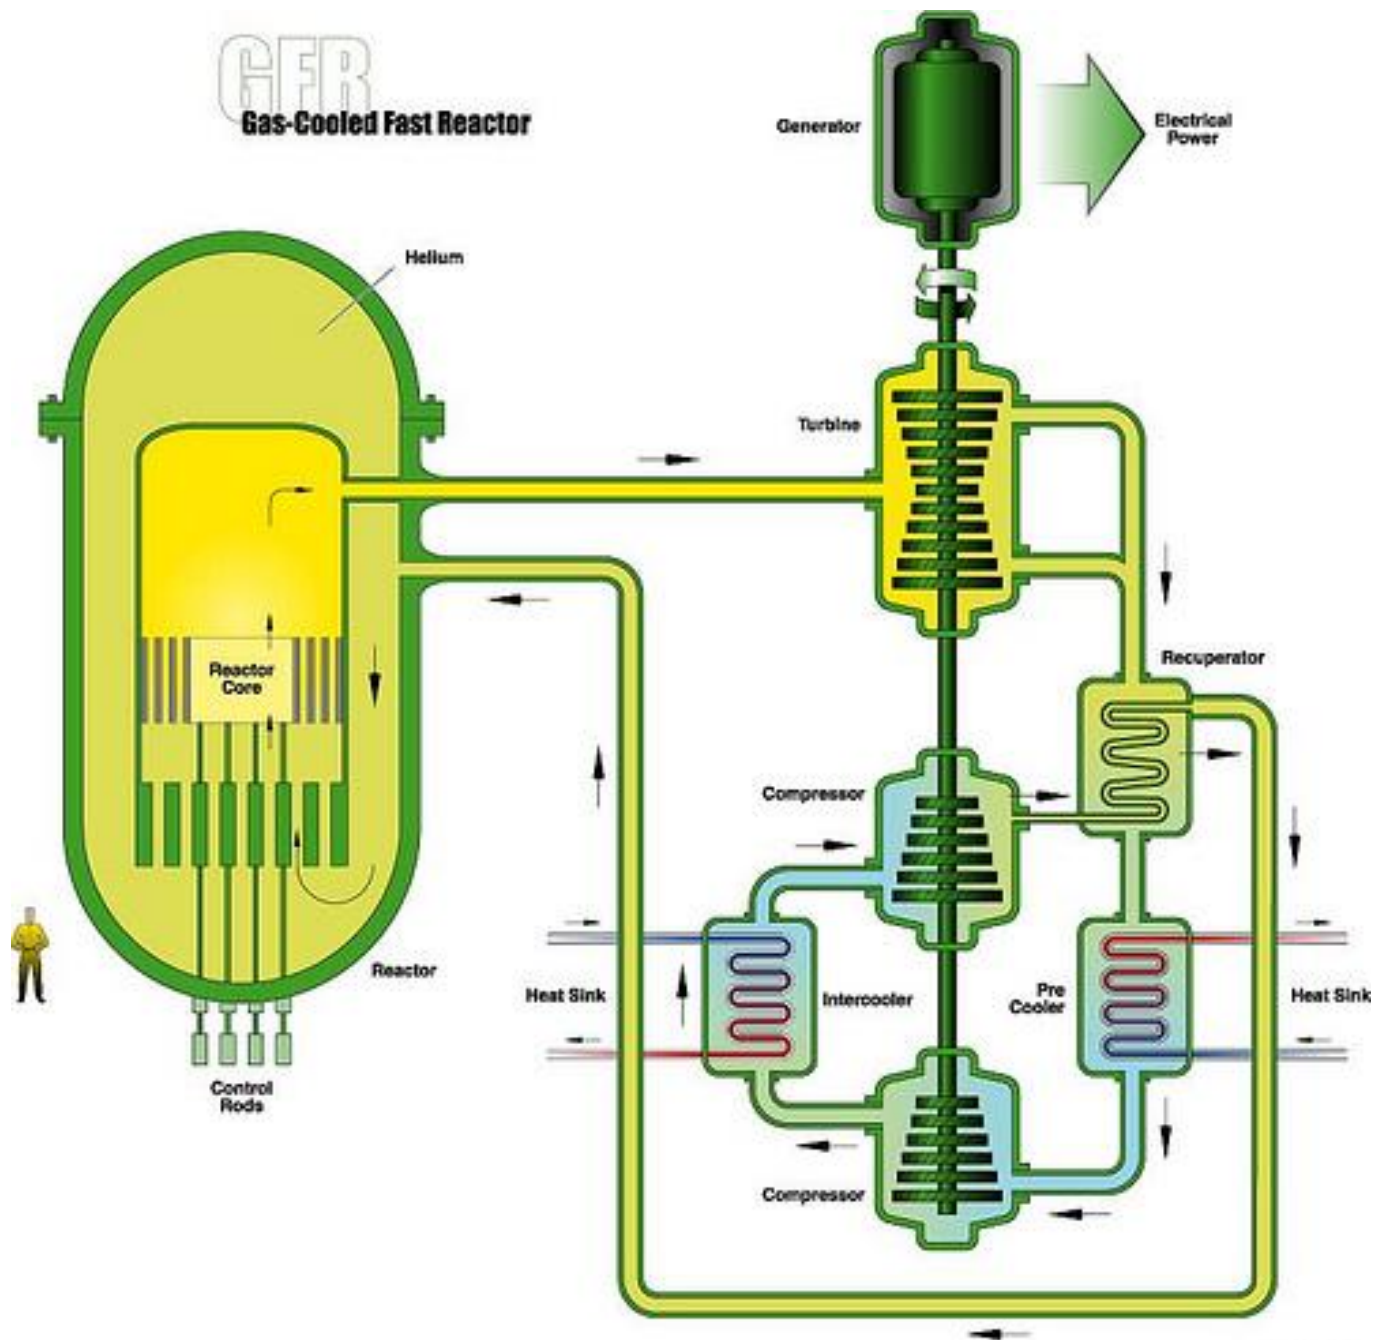 GFR
Gas-Cooled Fast Reactor
Generator
Electrical
Power
Helium
Turbine
Recuperator
Reactor
Core
Compressor
Reactor
Heat Sink
Intercooler
Pre
Cooler
Heat Sink
Control
Rods
Compressor